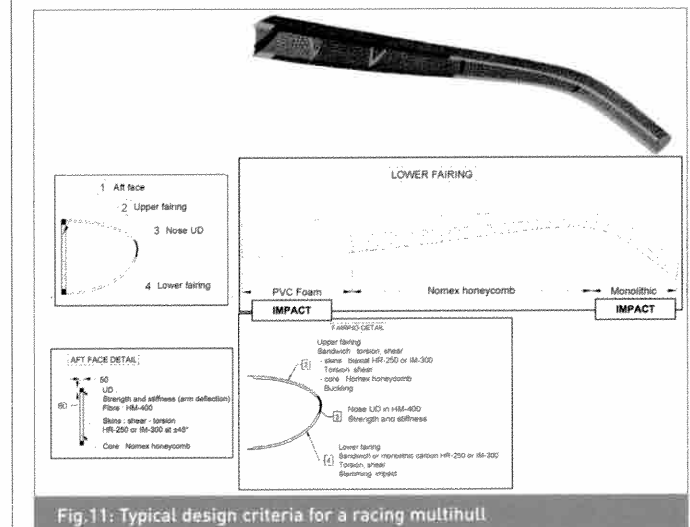 LOWER FAIRING
1 Aft face
2 Upper fairing
3 Nose UD
4 Lower fairing
PVC Foam
Nomex honeycomb
Monolithic
IMPACT
IMPACT
AFT FACE DETAIL
50
60
UD
Strength and stiffness (arm deflection)
Fibre : HM-400
Skins : shear - torsion
HR-250 or IM-300 at ±45°
Core : Nomex honeycomb
FAIRING DETAIL
Upper fairing
Sandwich torsion, shear
- skins biaxial HR-250 or IM-300
Torsion, shear
- core Nomex honeycomb
Buckling
2
Nose UD in HM-400
3
Strength and stiffness
Lower fairing
4
Sandwich or monolithic carbon HR-250 or IM-300
Torsion, shear
Slamming impact
Fig.11: Typical design criteria for a racing multihull